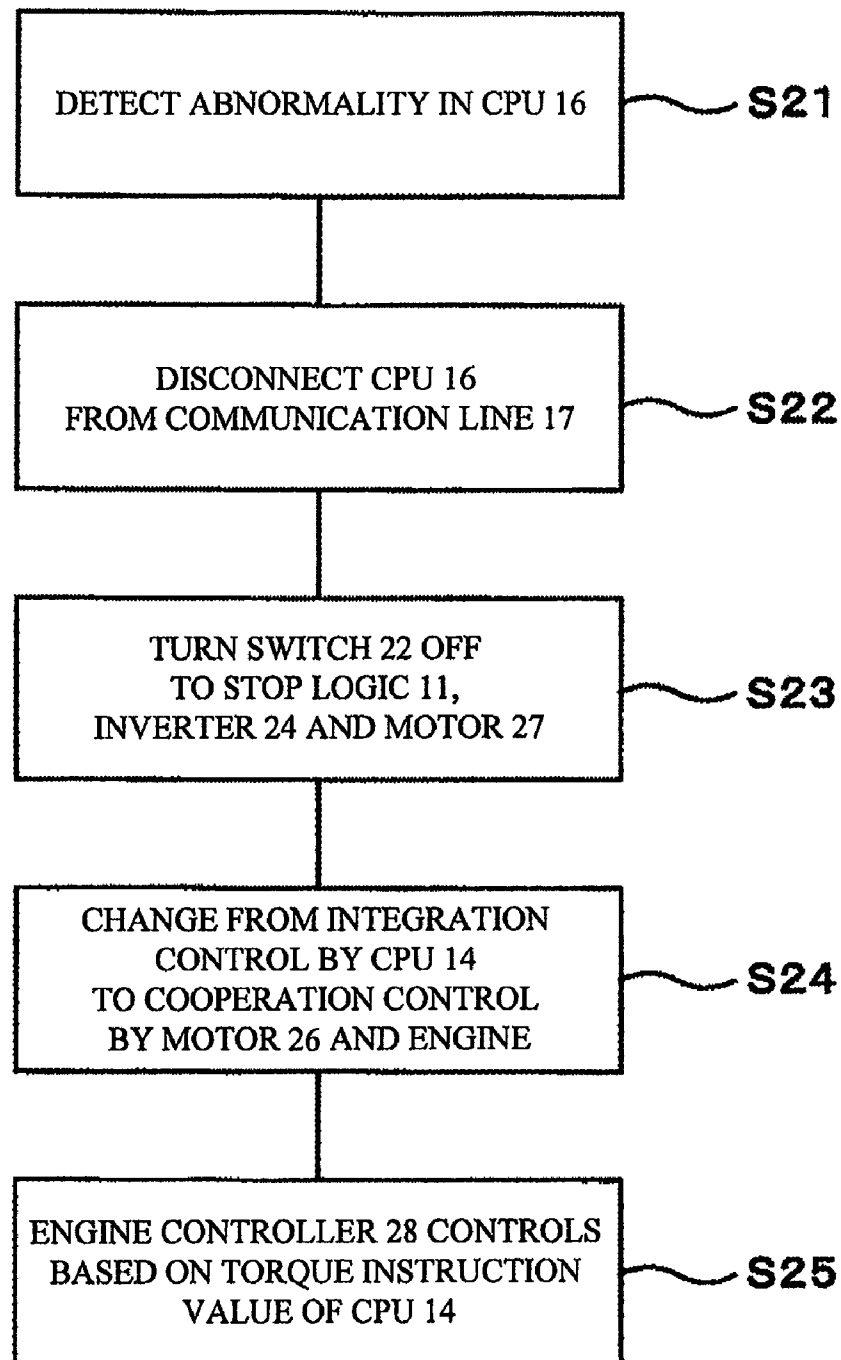 DETECT ABNORMALITY IN CPU 16
S21
DISCONNECT CPU 16
FROM COMMUNICATION LINE 17
S22
TURN SWITCH 22 OFF
TO STOP LOGIC 11,
INVERTER 24 AND MOTOR 27
S23
CHANGE FROM INTEGRATION
CONTROL BY CPU 14
TO COOPERATION CONTROL
BY MOTOR 26 AND ENGINE
S24
ENGINE CONTROLLER 28 CONTROLS
BASED ON TORQUE INSTRUCTION
VALUE OF CPU 14
S25